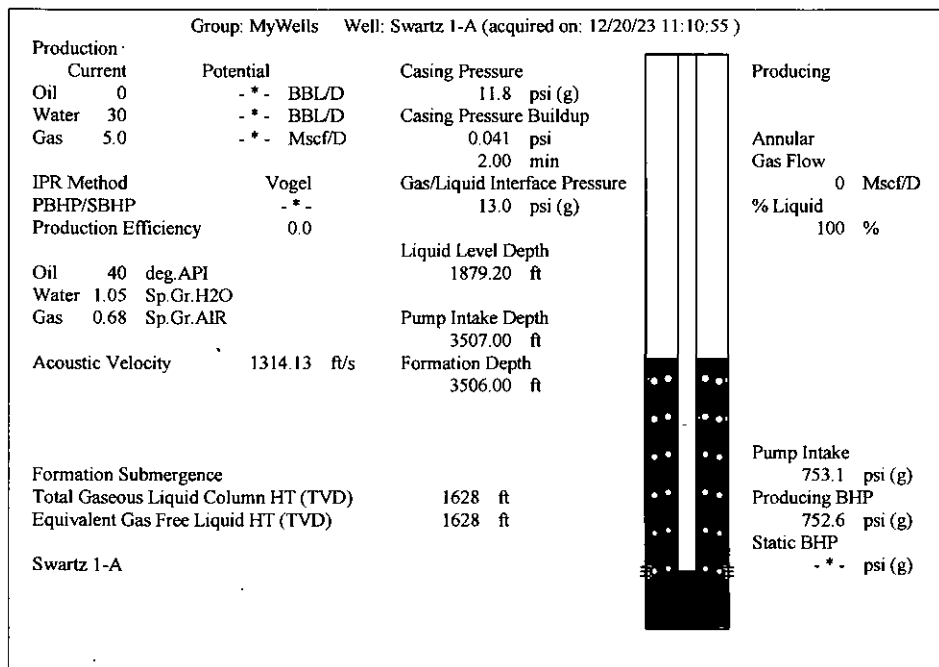 Group: MyWells Well: Swartz 1-A (acquired on: 12/20/23 11:10:55 )
Production
Current Potential
Oil 0 - * - BBL/D
Water 30 - * - BBL/D
Gas 5.0 - * - Mscf/D
IPR Method Vogel
PBHP/SBHP - * -
Production Efficiency 0.0
Oil 40 deg.API
Water 1.05 Sp.Gr.H2O
Gas 0.68 Sp.Gr.AIR
Acoustic Velocity 1314.13 ft/s
Formation Submergence
Total Gaseous Liquid Column HT (TVD) 1628 ft
Equivalent Gas Free Liquid HT (TVD) 1628 ft
Swartz 1-A
Casing Pressure
11.8 psi (g)
Casing Pressure Buildup
0.041 psi
2.00 min
Gas/Liquid Interface Pressure
13.0 psi (g)
Liquid Level Depth
1879.20 ft
Pump Intake Depth
3507.00 ft
Formation Depth
3506.00 ft
Producing
Annular
Gas Flow
0 Mscf/D
% Liquid
100 %
Pump Intake
753.1 psi (g)
Producing BHP
752.6 psi (g)
Static BHP
- * - psi (g)